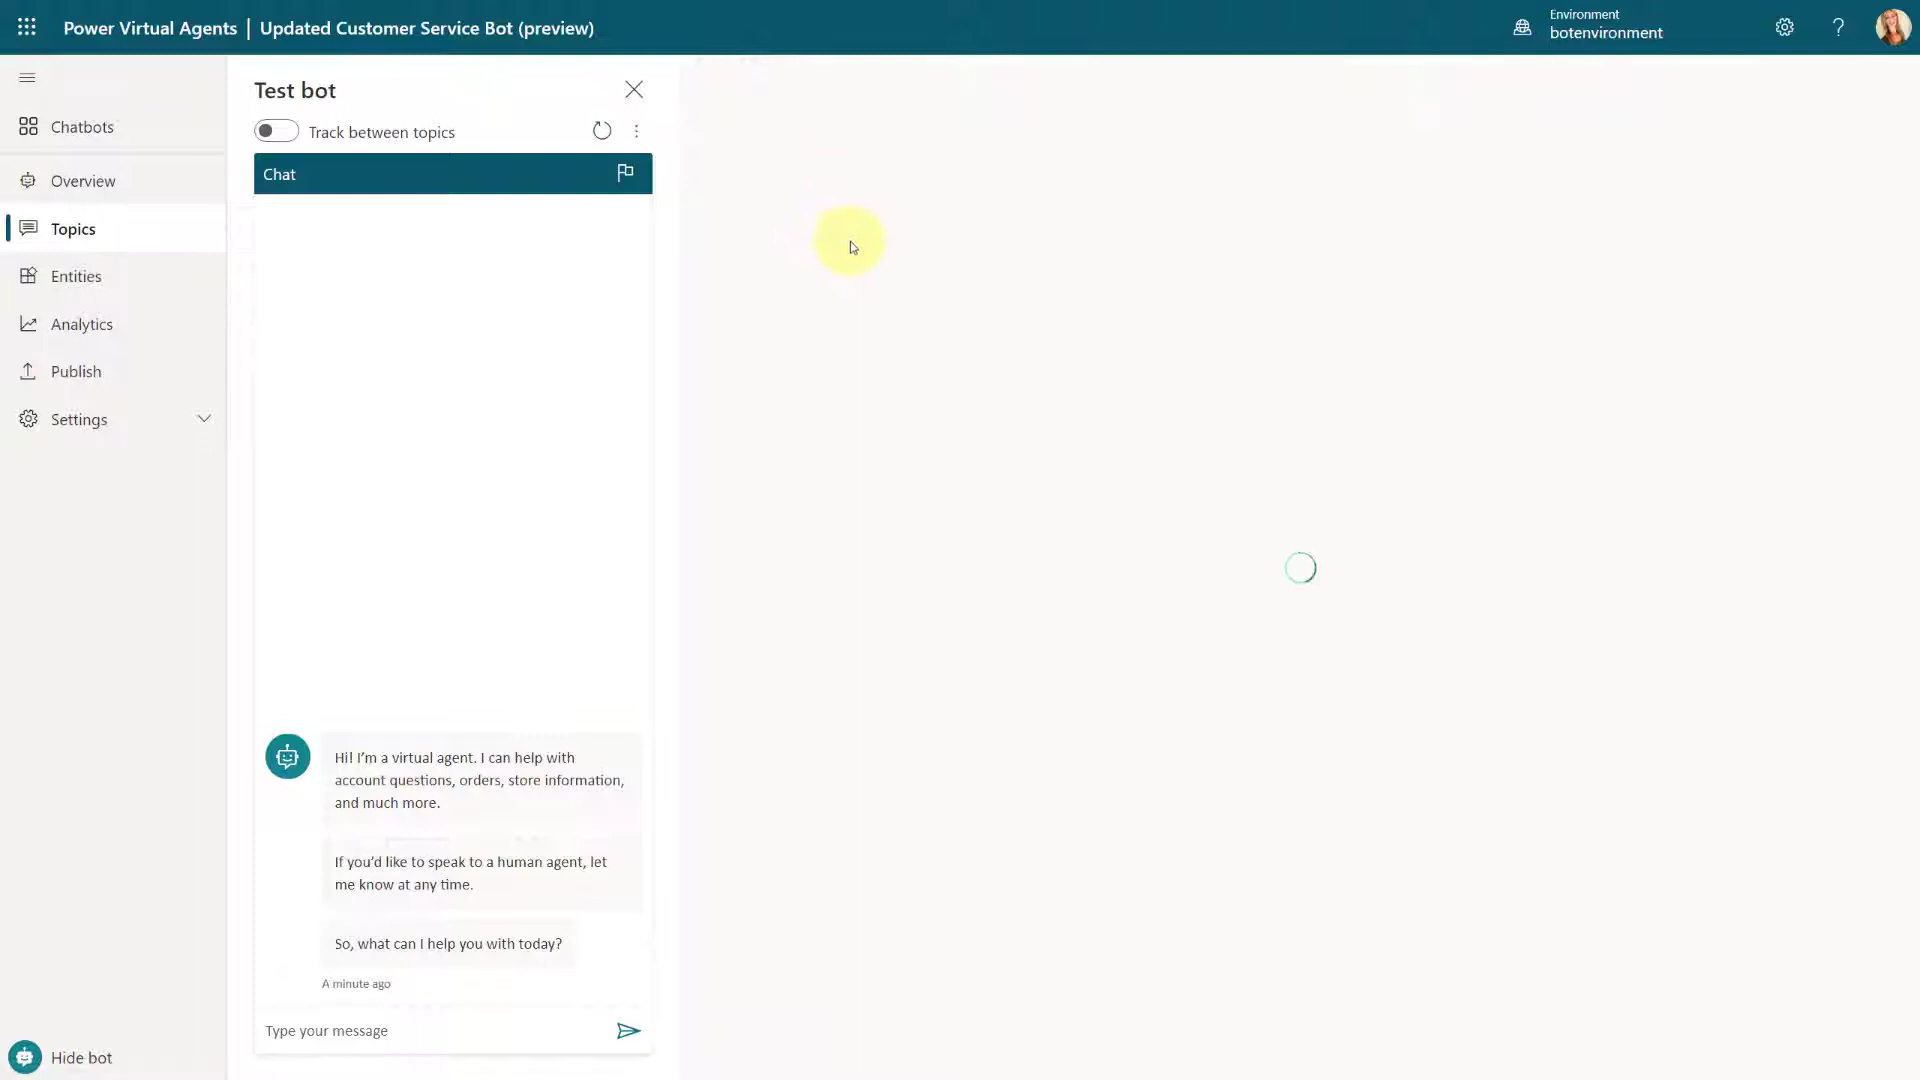 Power Virtual Agents | Updated Customer Service Bot (preview)
Environment
botenvironment
?
Chatbots
Overview
Topics
Entities
Analytics
Publish
Settings
Hide bot
Test bot
Track between topics
Chat
Hi! I'm a virtual agent. I can help with
account questions, orders, store information,
and much more.
If you'd like to speak to a human agent, let
me know at any time.
So, what can I help you with today?
A minute ago
Type your message